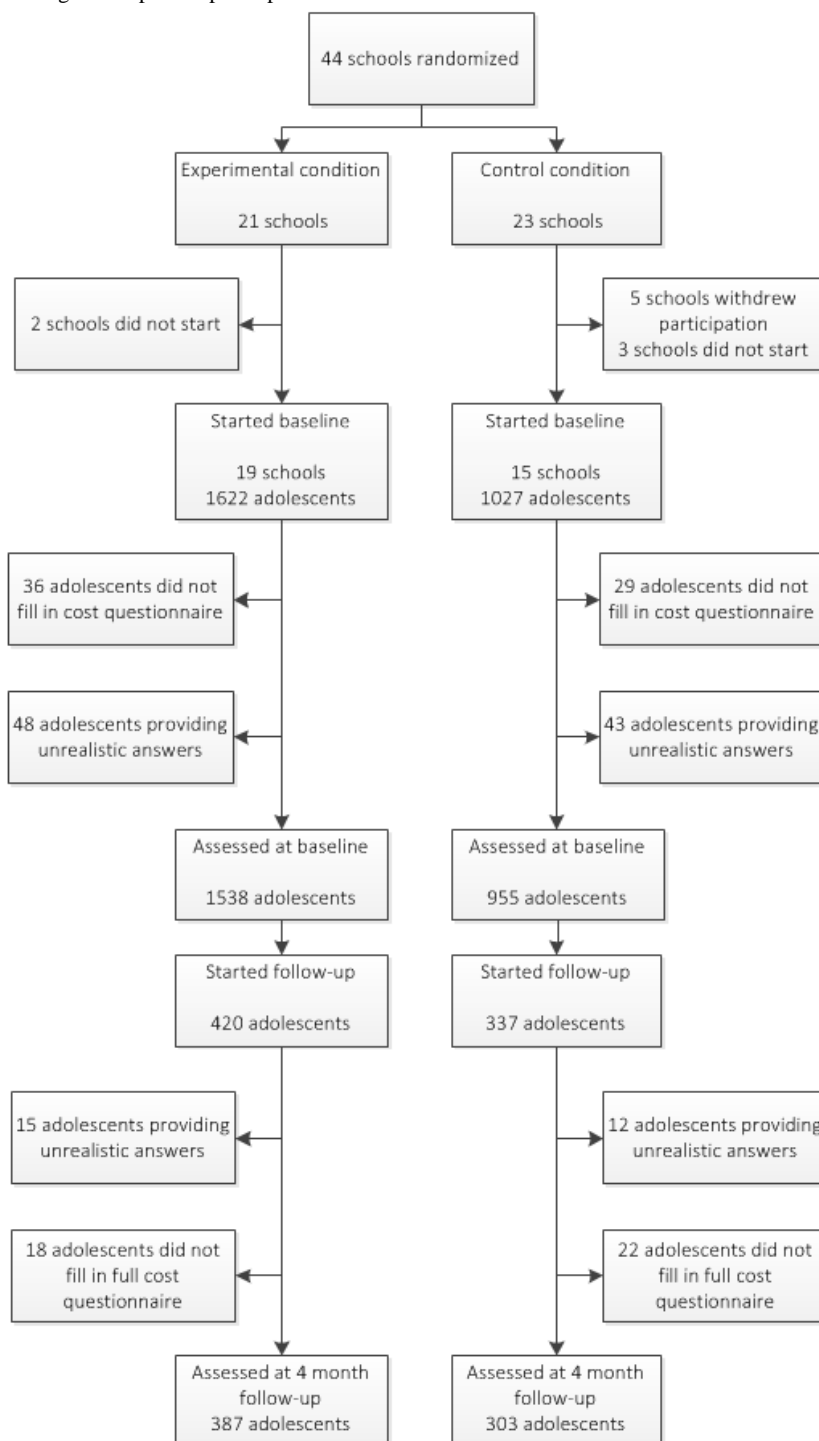 44 schools randomized
Experimental condition
21 schools
Control condition
23 schools
2 schools did not start
5 schools withdrew
participation
3 schools did not start
Started baseline
19 schools
1622 adolescents
Started baseline
15 schools
1027 adolescents
36 adolescents did not
fill in cost questionnaire
29 adolescents did not
fill in cost questionnaire
48 adolescents providing
unrealistic answers
43 adolescents providing
unrealistic answers
Assessed at baseline
1538 adolescents
Assessed at baseline
955 adolescents
Started follow-up
420 adolescents
Started follow-up
337 adolescents
15 adolescents providing
unrealistic answers
12 adolescents providing
unrealistic answers
18 adolescents did not
fill in full cost
questionnaire
22 adolescents did not
fill in full cost
questionnaire
Assessed at 4 month
follow-up
387 adolescents
Assessed at 4 month
follow-up
303 adolescents